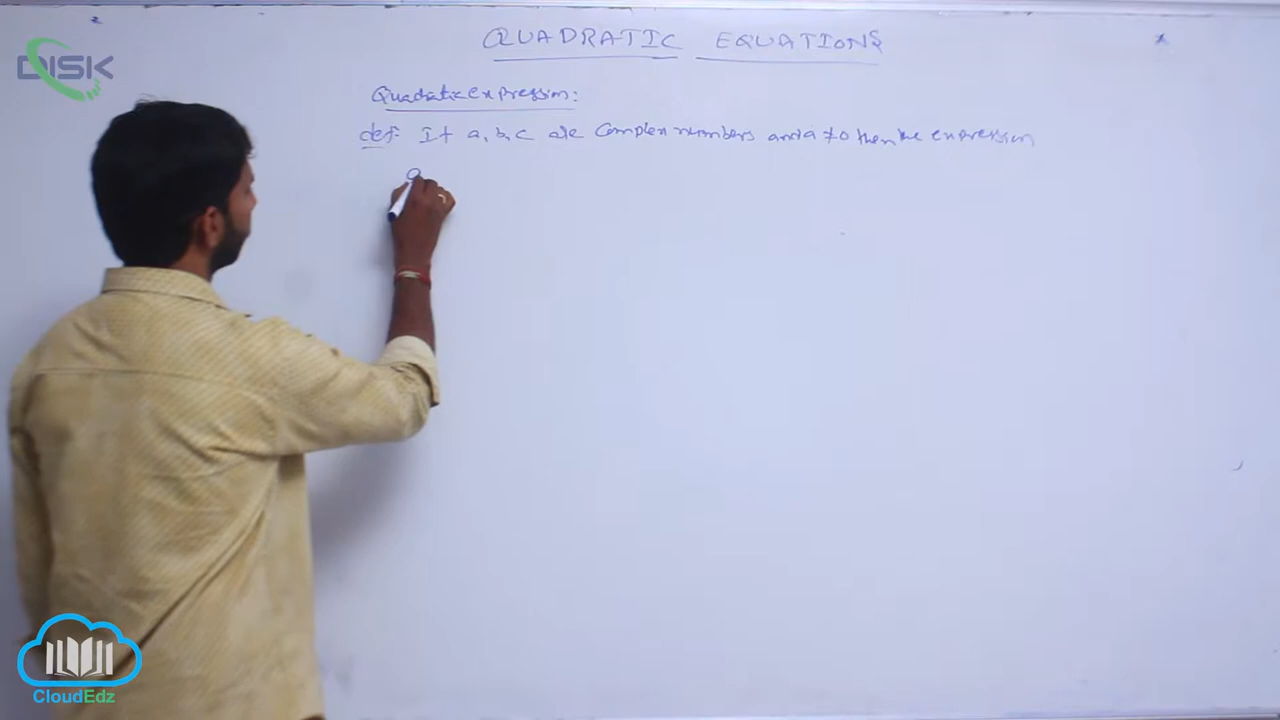 DISK
QUADRATIC EQUATIONS
Quadratic expression:
def: If a, b, c are Complex numbers and a ≠ 0 then the expression
a
CloudEdz